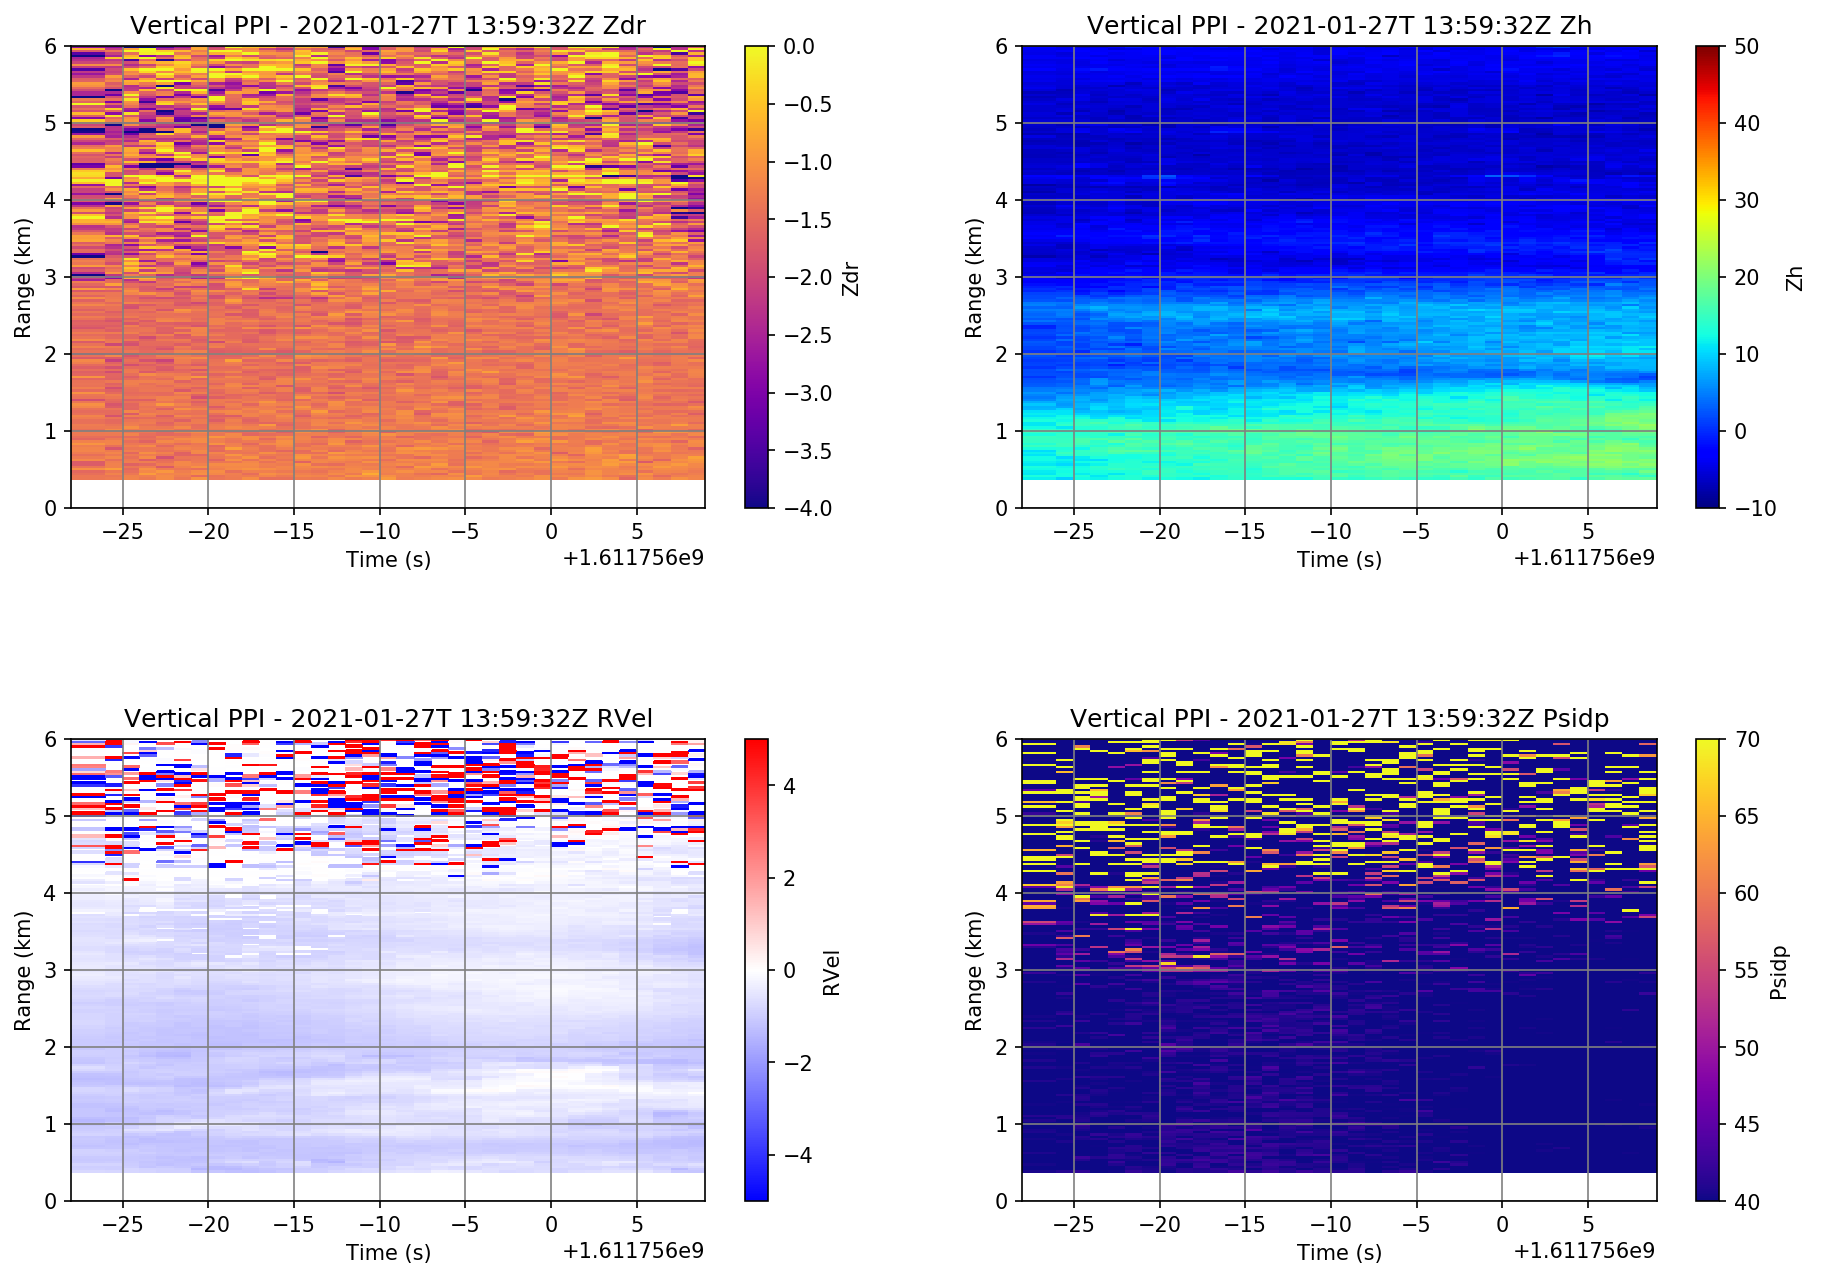 Vertical PPI - 2021-01-27T 13:59:32Z Zdr
6
5
4
3
2
1
0
Range (km)
−25 −20 −15 −10 −5 0 5
Time (s)
+1.611756e9
0.0
−0.5
−1.0
−1.5
−2.0
−2.5
−3.0
−3.5
−4.0
Zdr
Vertical PPI - 2021-01-27T 13:59:32Z Zh
6
5
4
3
2
1
0
Range (km)
−25 −20 −15 −10 −5 0 5
Time (s)
+1.611756e9
50
40
30
20
10
0
−10
Zh
Vertical PPI - 2021-01-27T 13:59:32Z RVel
6
5
4
3
2
1
0
Range (km)
−25 −20 −15 −10 −5 0 5
Time (s)
+1.611756e9
4
2
0
−2
−4
RVel
Vertical PPI - 2021-01-27T 13:59:32Z Psidp
6
5
4
3
2
1
0
Range (km)
−25 −20 −15 −10 −5 0 5
Time (s)
+1.611756e9
70
65
60
55
50
45
40
Psidp